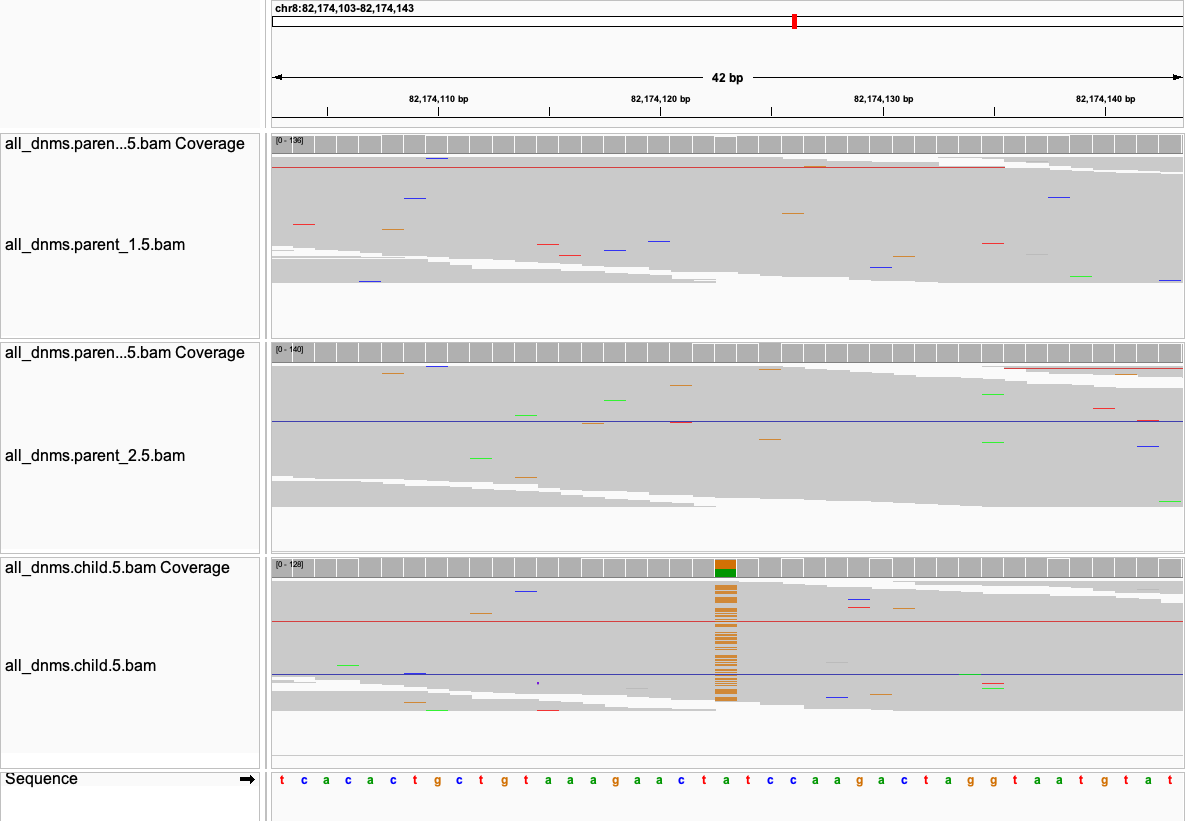 chr8:82,174,103-82,174,143
42 bp
82,174,110 bp 82,174,120 bp 82,174,130 bp 82,174,140 bp
all_dnms.paren...5.bam Coverage [0 - 136]
all_dnms.parent_1.5.bam
all_dnms.paren...5.bam Coverage [0 - 140]
all_dnms.parent_2.5.bam
all_dnms.child.5.bam Coverage [0 - 128]
all_dnms.child.5.bam
Sequence t c a c a c t g c t g t a a a g a a c t a t c c a a g a c t a g g t a a t g t a t